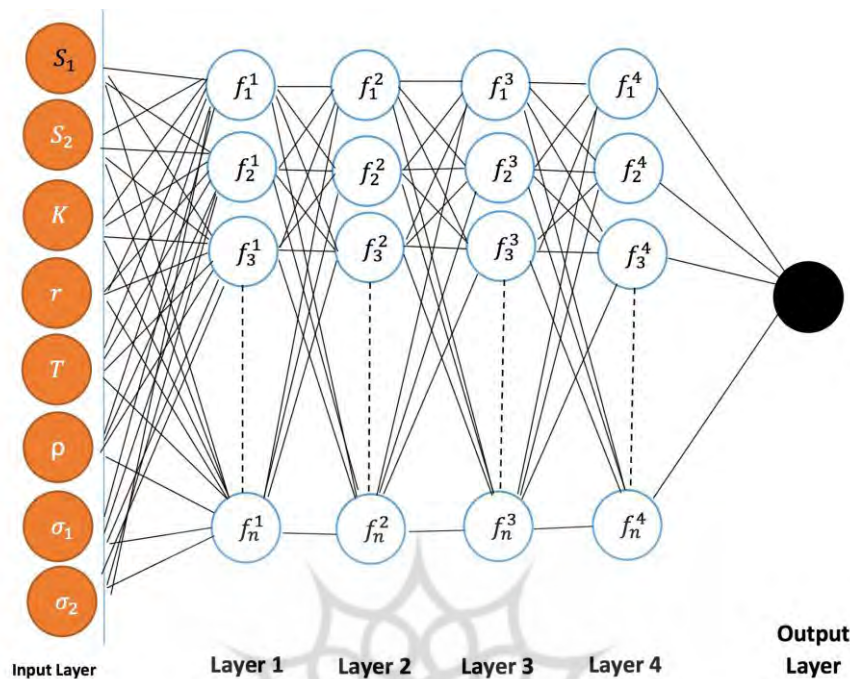 S₁
S₂
K
r
T
ρ
σ₁
σ₂
Input Layer
f₁¹
f₂¹
f₃¹
fₙ¹
Layer 1
f₁²
f₂²
f₃²
fₙ²
Layer 2
f₁³
f₂³
f₃³
fₙ³
Layer 3
f₁⁴
f₂⁴
f₃⁴
fₙ⁴
Layer 4
Output
Layer